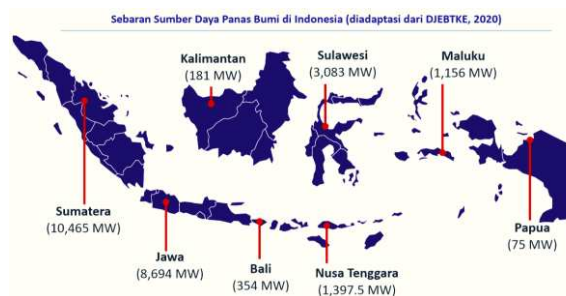 Sebaran Sumber Daya Panas Bumi di Indonesia (diadaptasi dari DJEBTKE, 2020)
Kalimantan
(181 MW)
Sulawesi
(3,083 MW)
Maluku
(1,156 MW)
Sumatera
(10,465 MW)
Jawa
(8,694 MW)
Bali
(354 MW)
Nusa Tenggara
(1,397.5 MW)
Papua
(75 MW)